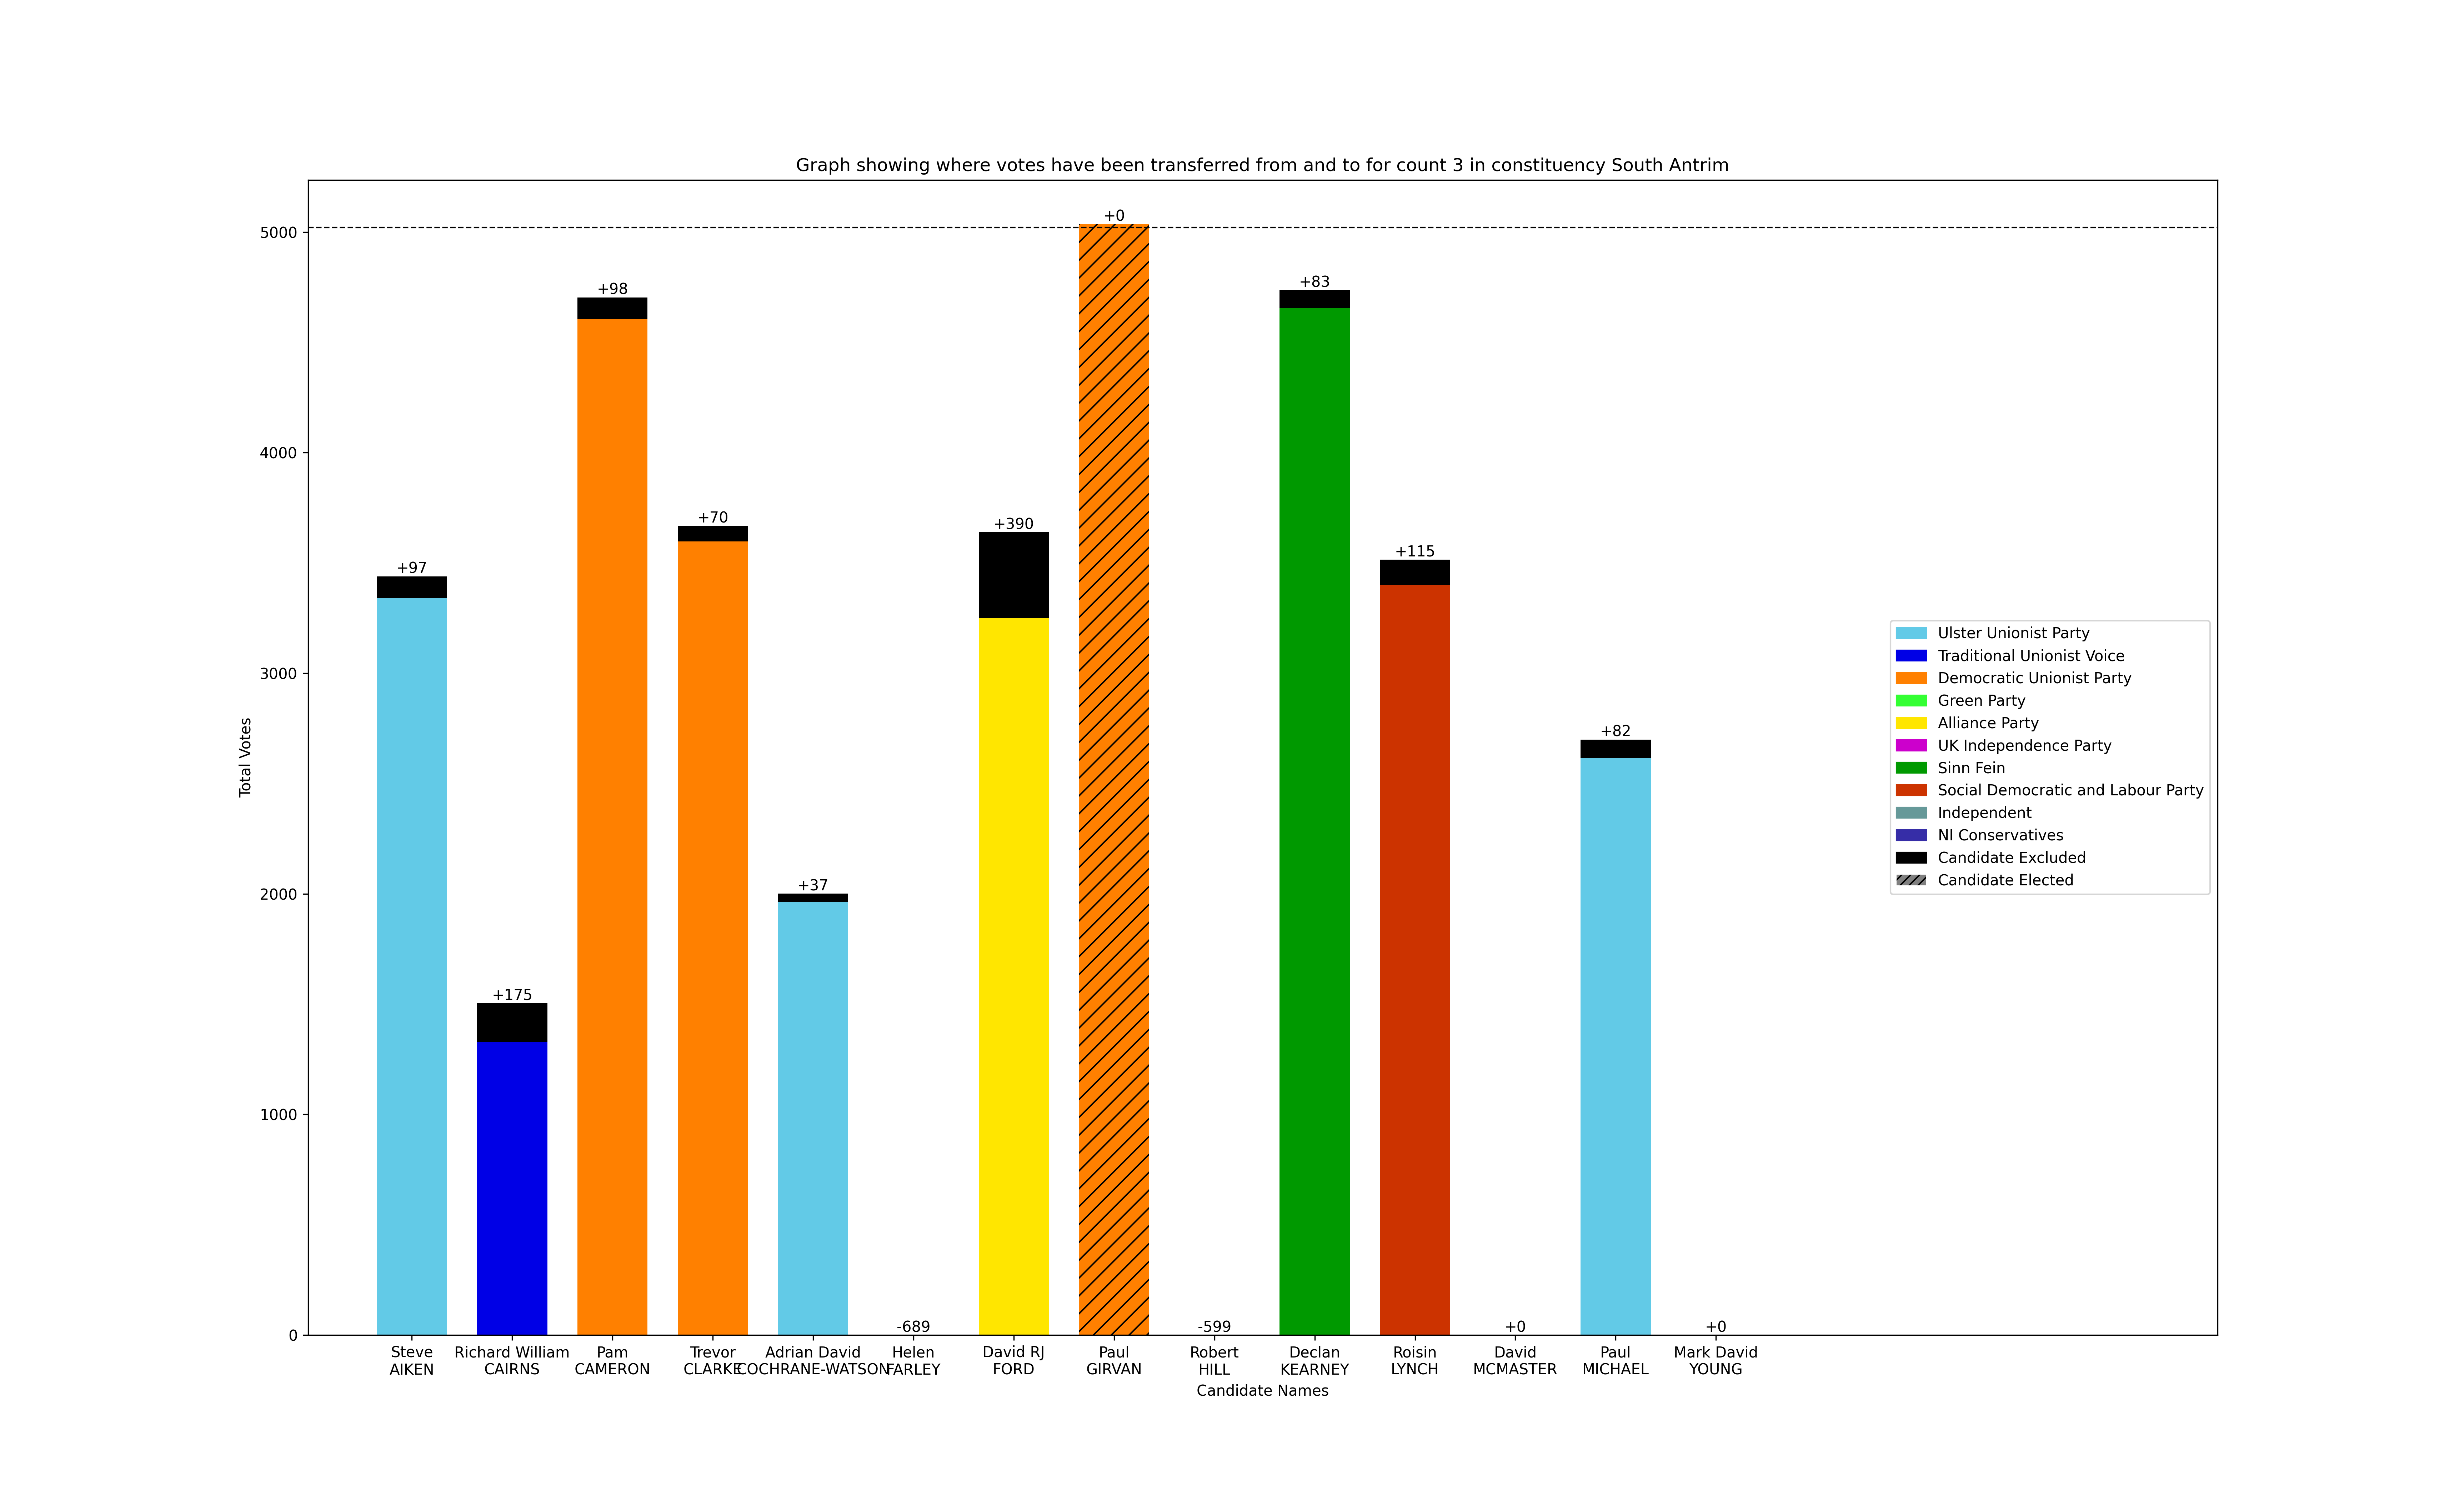 Graph showing where votes have been transferred from and to for count 3 in constituency South Antrim
Total Votes
5000
4000
3000
2000
1000
0
+97
+175
+98
+70
+37
-689
+390
+0
-599
+83
+115
+0
+82
+0
Steve
AIKEN
Richard William
CAIRNS
Pam
CAMERON
Trevor
CLARKE
Adrian David
COCHRANE-WATSON
Helen
FARLEY
David RJ
FORD
Paul
GIRVAN
Robert
HILL
Declan
KEARNEY
Roisin
LYNCH
David
MCMASTER
Paul
MICHAEL
Mark David
YOUNG
Candidate Names
Ulster Unionist Party
Traditional Unionist Voice
Democratic Unionist Party
Green Party
Alliance Party
UK Independence Party
Sinn Fein
Social Democratic and Labour Party
Independent
NI Conservatives
Candidate Excluded
Candidate Elected